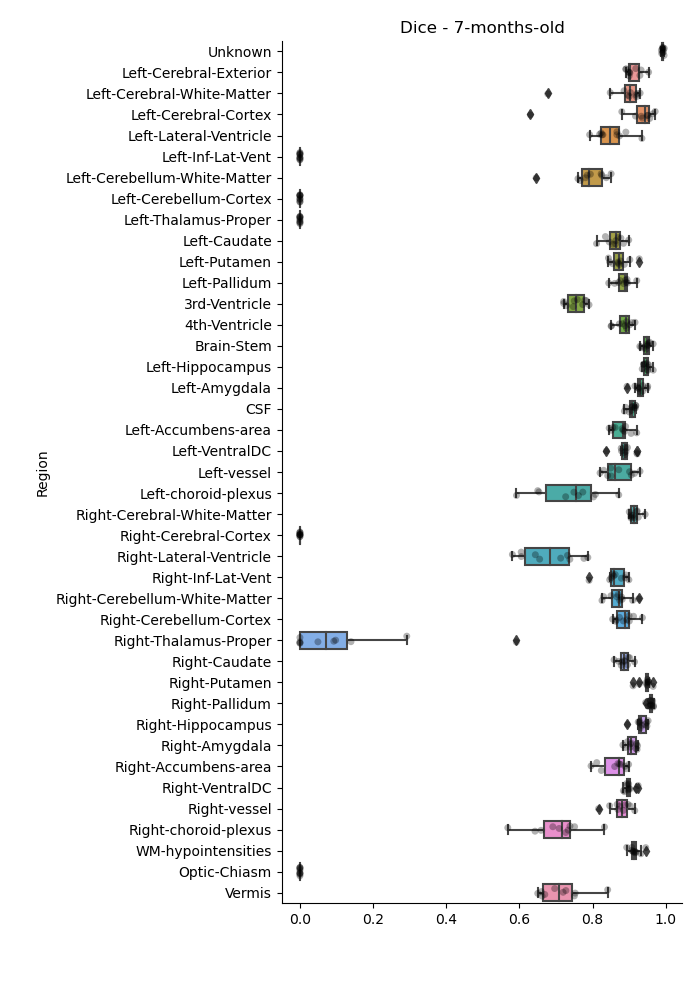 Dice - 7-months-old
Unknown
Left-Cerebral-Exterior
Left-Cerebral-White-Matter
Left-Cerebral-Cortex
Left-Lateral-Ventricle
Left-Inf-Lat-Vent
Left-Cerebellum-White-Matter
Left-Cerebellum-Cortex
Left-Thalamus-Proper
Left-Caudate
Left-Putamen
Left-Pallidum
3rd-Ventricle
4th-Ventricle
Brain-Stem
Left-Hippocampus
Left-Amygdala
CSF
Left-Accumbens-area
Left-VentralDC
Left-vessel
Left-choroid-plexus
Right-Cerebral-White-Matter
Right-Cerebral-Cortex
Right-Lateral-Ventricle
Right-Inf-Lat-Vent
Right-Cerebellum-White-Matter
Right-Cerebellum-Cortex
Right-Thalamus-Proper
Right-Caudate
Right-Putamen
Right-Pallidum
Right-Hippocampus
Right-Amygdala
Right-Accumbens-area
Right-VentralDC
Right-vessel
Right-choroid-plexus
WM-hypointensities
Optic-Chiasm
Vermis
Region
0.0 0.2 0.4 0.6 0.8 1.0